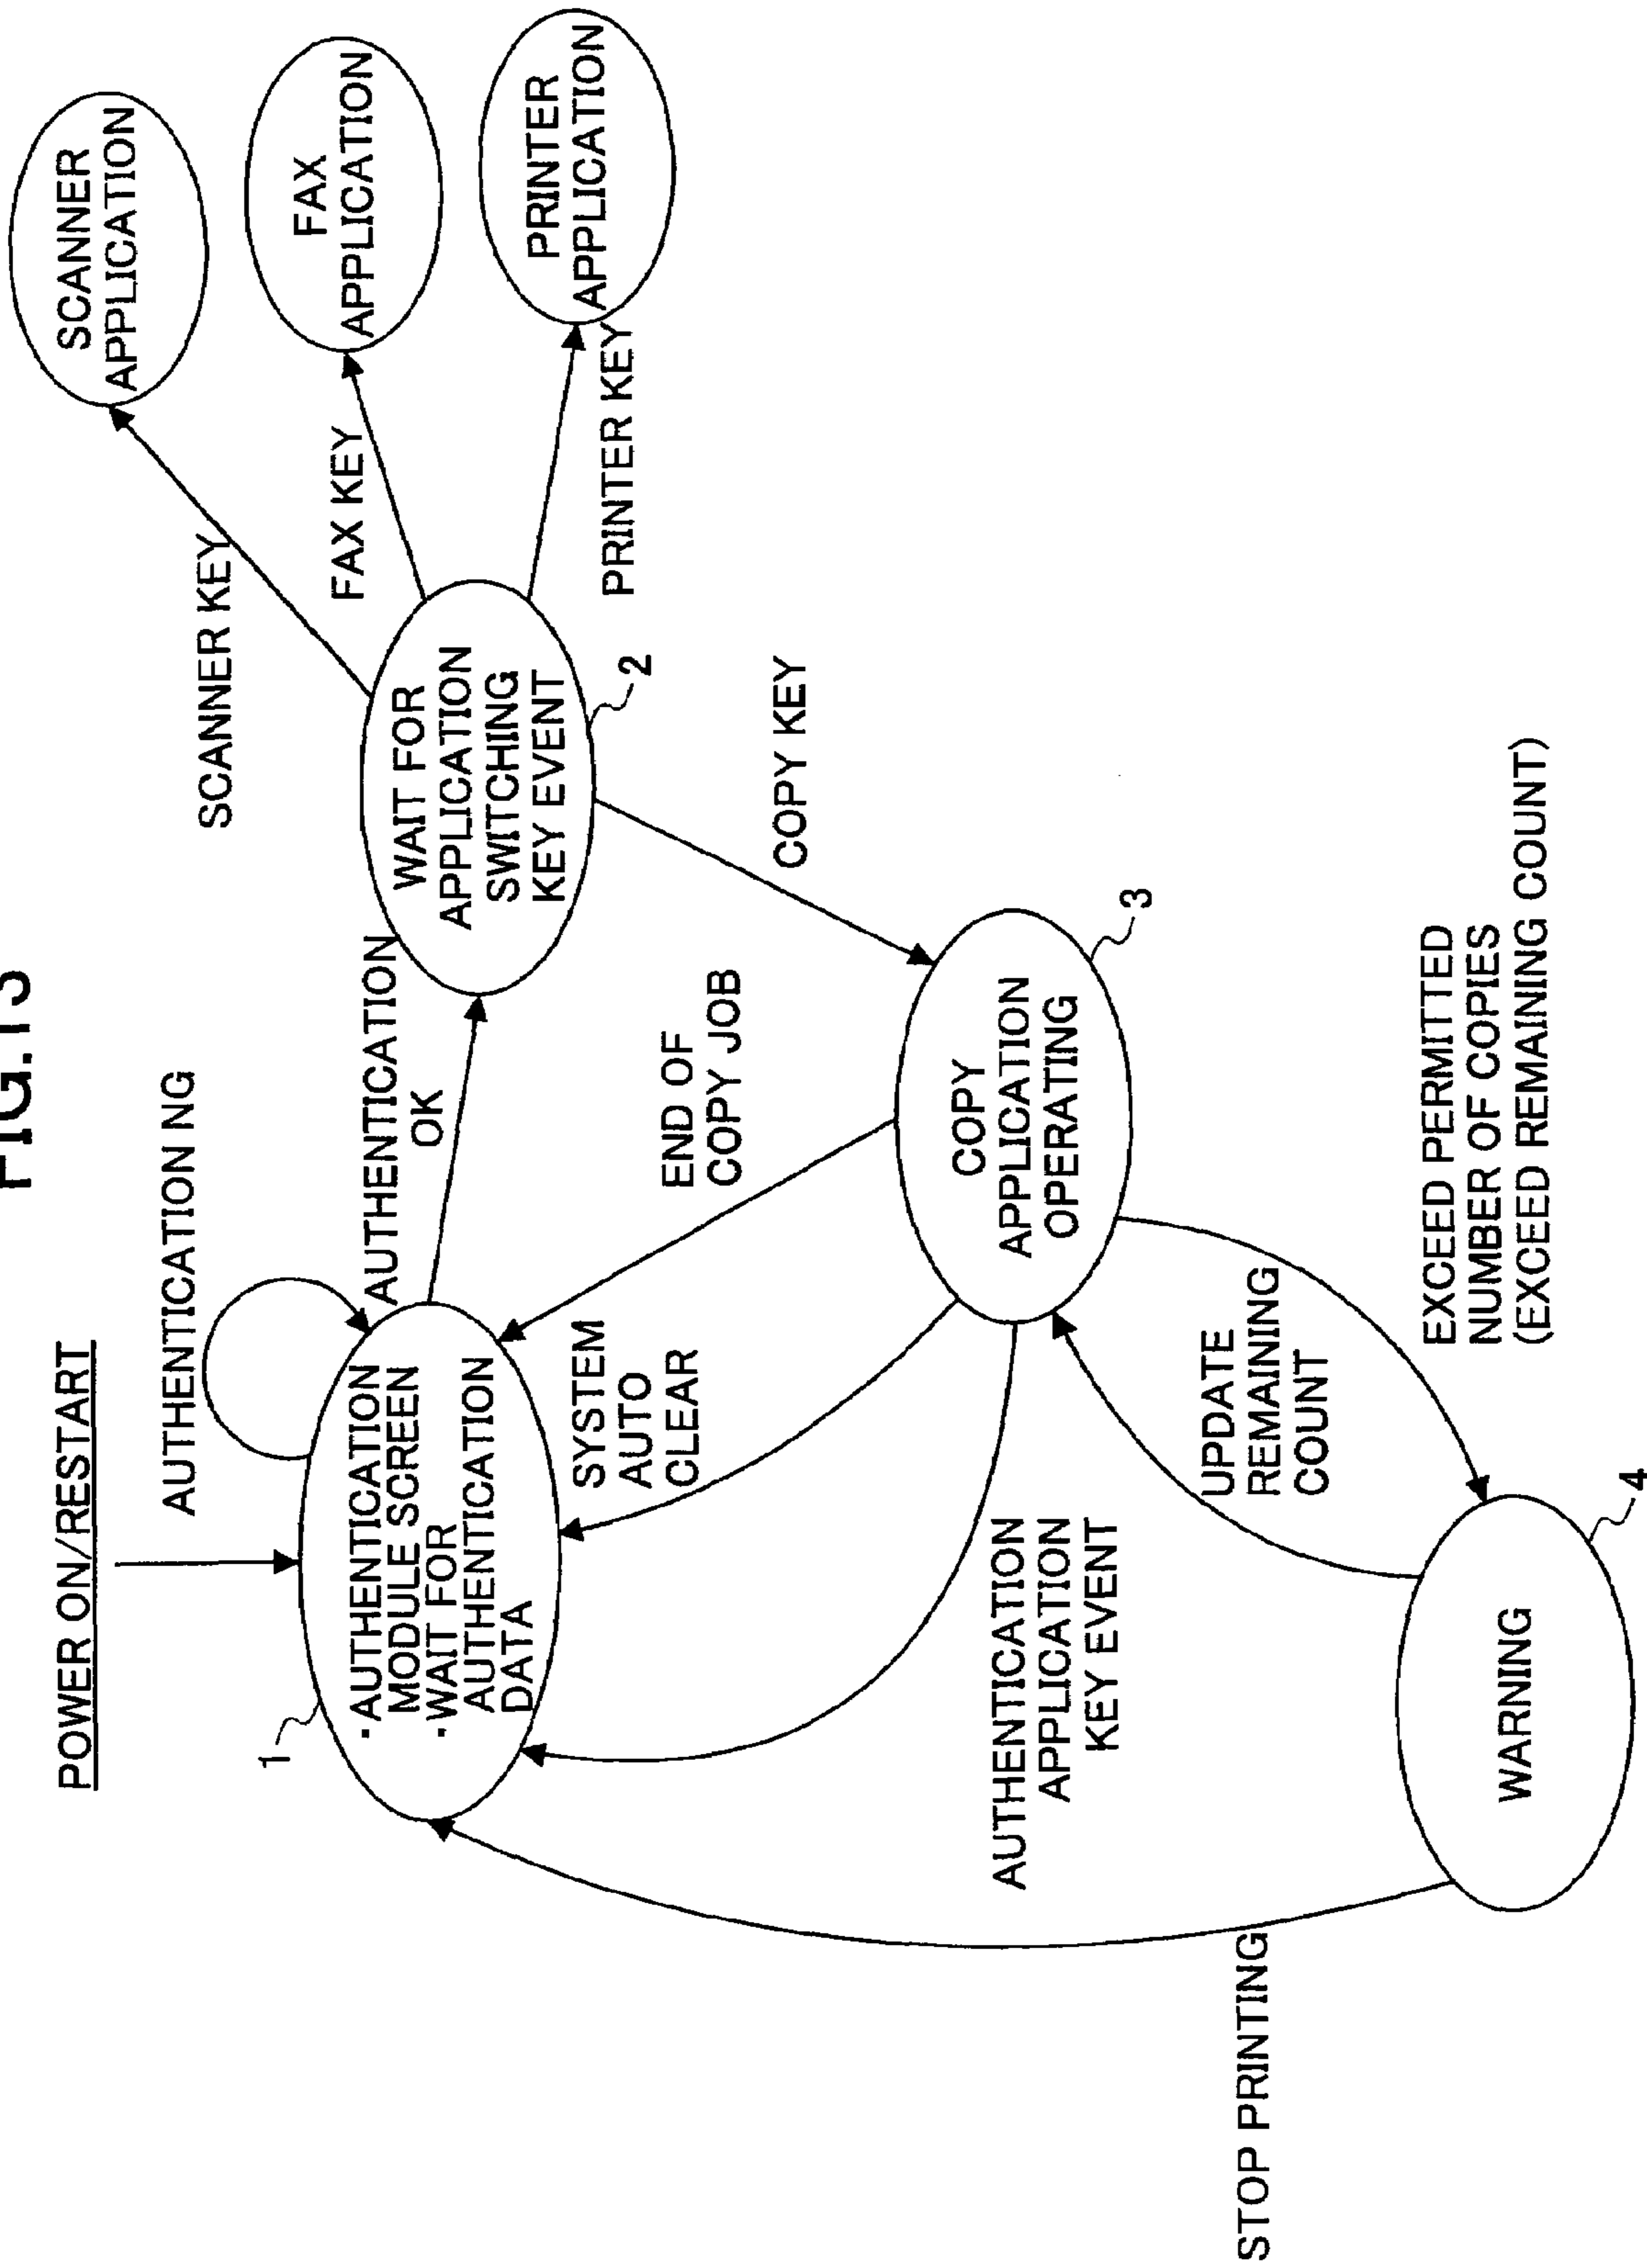 FIG.13
POWER ON/RESTART
AUTHENTICATION NG
1
· AUTHENTICATION
MODULE SCREEN
· WAIT FOR
AUTHENTICATION
DATA
AUTHENTICATION
OK
WAIT FOR
APPLICATION
SWITCHING
KEY EVENT
2
SCANNER KEY
SCANNER
APPLICATION
FAX KEY
FAX
APPLICATION
PRINTER KEY
PRINTER
APPLICATION
COPY KEY
END OF
COPY JOB
SYSTEM
AUTO
CLEAR
COPY
APPLICATION
OPERATING
3
AUTHENTICATION
APPLICATION
KEY EVENT
UPDATE
REMAINING
COUNT
EXCEED PERMITTED
NUMBER OF COPIES
(EXCEED REMAINING COUNT)
STOP PRINTING
WARNING
4